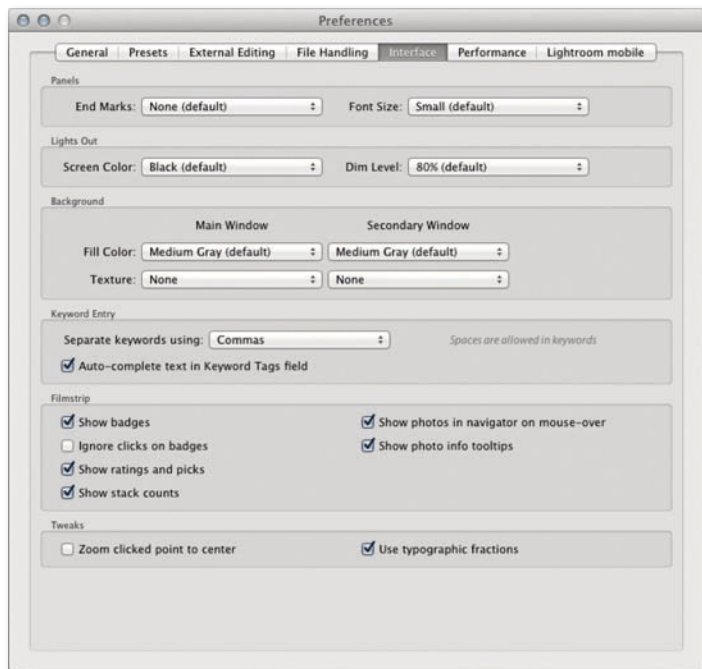 Preferences
General Presets External Editing File Handling Interface Performance Lightroom mobile
Panels
End Marks: None (default) Font Size: Small (default)
Lights Out
Screen Color: Black (default) Dim Level: 80% (default)
Background
Main Window Secondary Window
Fill Color: Medium Gray (default) Medium Gray (default)
Texture: None None
Keyword Entry
Separate keywords using: Commas Spaces are allowed in keywords
Auto-complete text in Keyword Tags field
Filmstrip
Show badges Show photos in navigator on mouse-over
Ignore clicks on badges Show photo info tooltips
Show ratings and picks
Show stack counts
Tweaks
Zoom clicked point to center Use typographic fractions